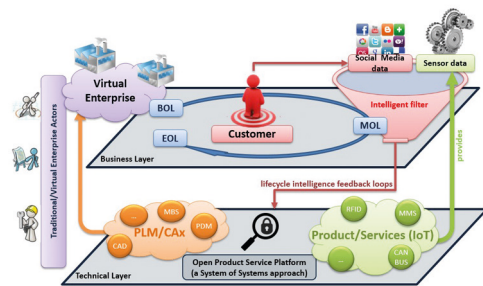 Social Media
data
Sensor data
Virtual
Enterprise
Intelligent filter
BOL
MOL
EOL
Customer
Business Layer
Traditional/Virtual Enterprise Actors
provides
lifecycle intelligence feedback loops
...
MBS
PDM
PLM/CAx
CAD
RFID
MMS
Product/Services (IoT)
...
CAN
BUS
Open Product Service Platform
(a System of Systems approach)
Technical Layer